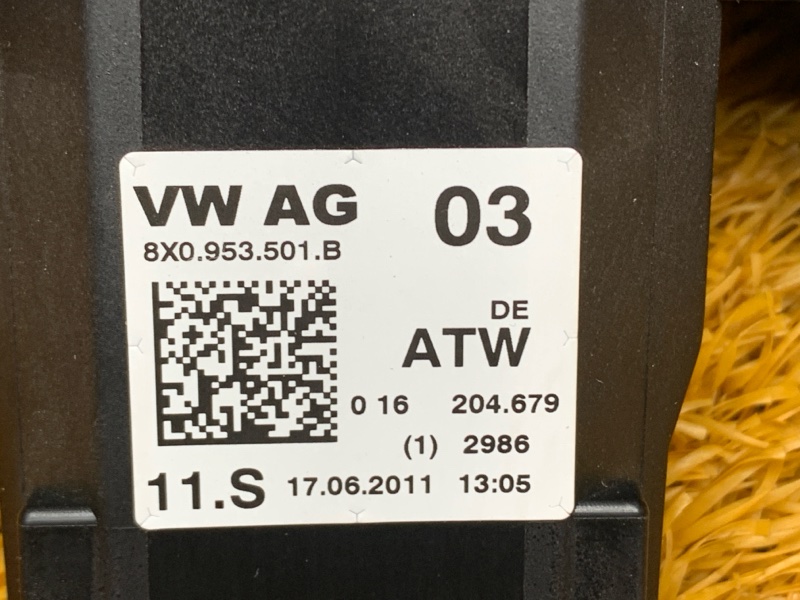 VW AG 03
8X0.953.501.B
DE
ATW
0 16 204.679
(1) 2986
11.S 17.06.2011 13:05